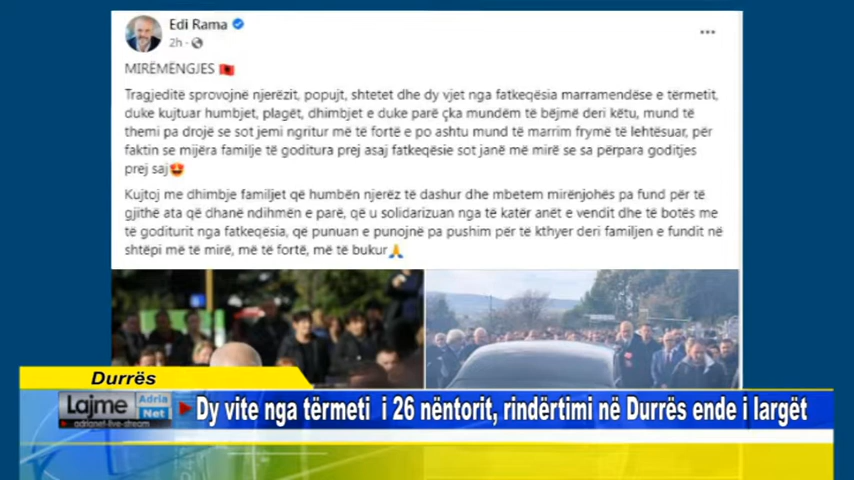 Edi Rama
2h
MIRËMËNGJES
Tragjeditë sprovojnë njerëzit, popujt, shtetet dhe dy vjet nga fatkeqësia marramendëse e tërmetit,
duke kujtuar humbjet, plagët, dhimbjet e duke parë çka mundëm të bëjmë deri këtu, mund të
themi pa drojë se sot jemi ngritur më të fortë e po ashtu mund të marrim frymë të lehtësuar, për
faktin se mijëra familje të goditura prej asaj fatkeqësie sot janë më mirë se sa përpara goditjes
prej saj
Kujtoj me dhimbje familjet që humbën njerëz të dashur dhe mbetem mirënjohës pa fund për të
gjithë ata që dhanë ndihmën e parë, që u solidarizuan nga të katër anët e vendit dhe të botës me
të goditurit nga fatkeqësia, që punuan e punojnë pa pushim për të kthyer deri familjen e fundit në
shtëpi më të mirë, më të fortë, më të bukur
Durrës
Lajme Adria Net
adrianet-live-stream
Dy vite nga tërmeti i 26 nëntorit, rindërtimi në Durrës ende i largët